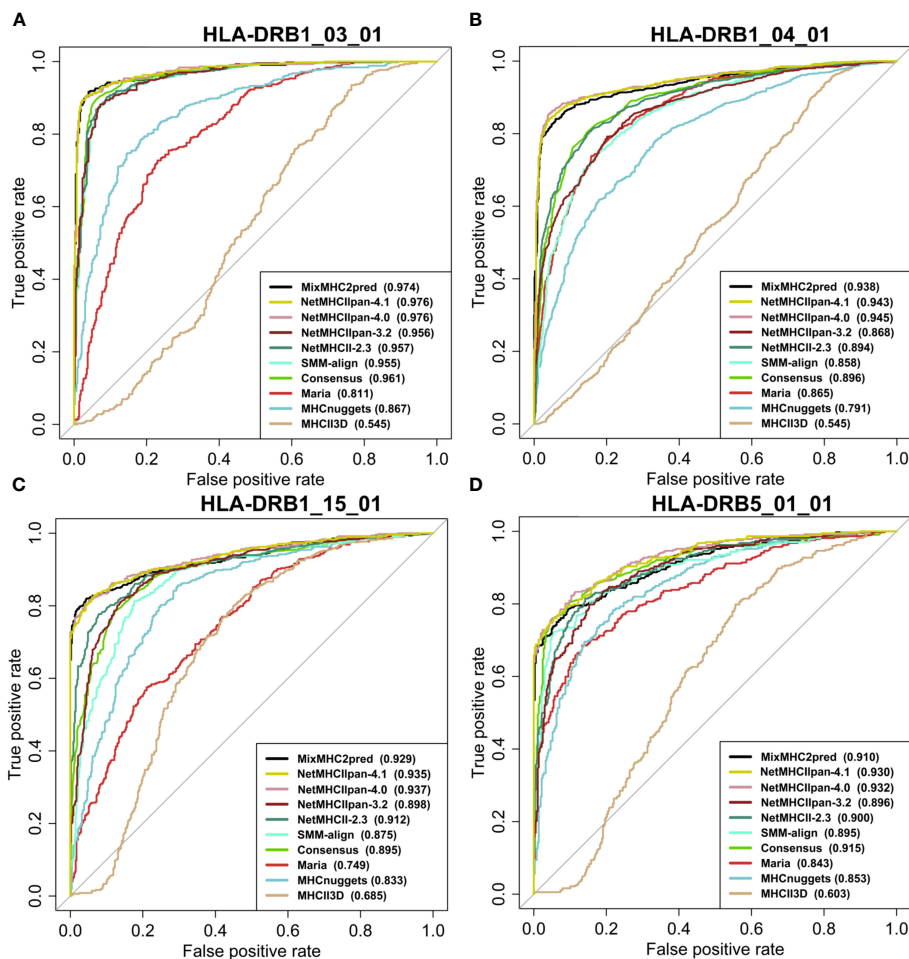 A
HLA-DRB1_03_01
True positive rate
0.0 0.2 0.4 0.6 0.8 1.0
MixMHC2pred (0.974)
NetMHCIIpan-4.1 (0.976)
NetMHCIIpan-4.0 (0.976)
NetMHCIIpan-3.2 (0.956)
NetMHCII-2.3 (0.957)
SMM-align (0.955)
Consensus (0.961)
Maria (0.811)
MHCnuggets (0.867)
MHCII3D (0.545)
0.0 0.2 0.4 0.6 0.8 1.0
False positive rate
B
HLA-DRB1_04_01
True positive rate
0.0 0.2 0.4 0.6 0.8 1.0
MixMHC2pred (0.938)
NetMHCIIpan-4.1 (0.943)
NetMHCIIpan-4.0 (0.945)
NetMHCIIpan-3.2 (0.868)
NetMHCII-2.3 (0.894)
SMM-align (0.858)
Consensus (0.896)
Maria (0.865)
MHCnuggets (0.791)
MHCII3D (0.545)
0.0 0.2 0.4 0.6 0.8 1.0
False positive rate
C
HLA-DRB1_15_01
True positive rate
0.0 0.2 0.4 0.6 0.8 1.0
MixMHC2pred (0.929)
NetMHCIIpan-4.1 (0.935)
NetMHCIIpan-4.0 (0.937)
NetMHCIIpan-3.2 (0.898)
NetMHCII-2.3 (0.912)
SMM-align (0.875)
Consensus (0.895)
Maria (0.749)
MHCnuggets (0.833)
MHCII3D (0.685)
0.0 0.2 0.4 0.6 0.8 1.0
False positive rate
D
HLA-DRB5_01_01
True positive rate
0.0 0.2 0.4 0.6 0.8 1.0
MixMHC2pred (0.910)
NetMHCIIpan-4.1 (0.930)
NetMHCIIpan-4.0 (0.932)
NetMHCIIpan-3.2 (0.896)
NetMHCII-2.3 (0.900)
SMM-align (0.895)
Consensus (0.915)
Maria (0.843)
MHCnuggets (0.853)
MHCII3D (0.603)
0.0 0.2 0.4 0.6 0.8 1.0
False positive rate